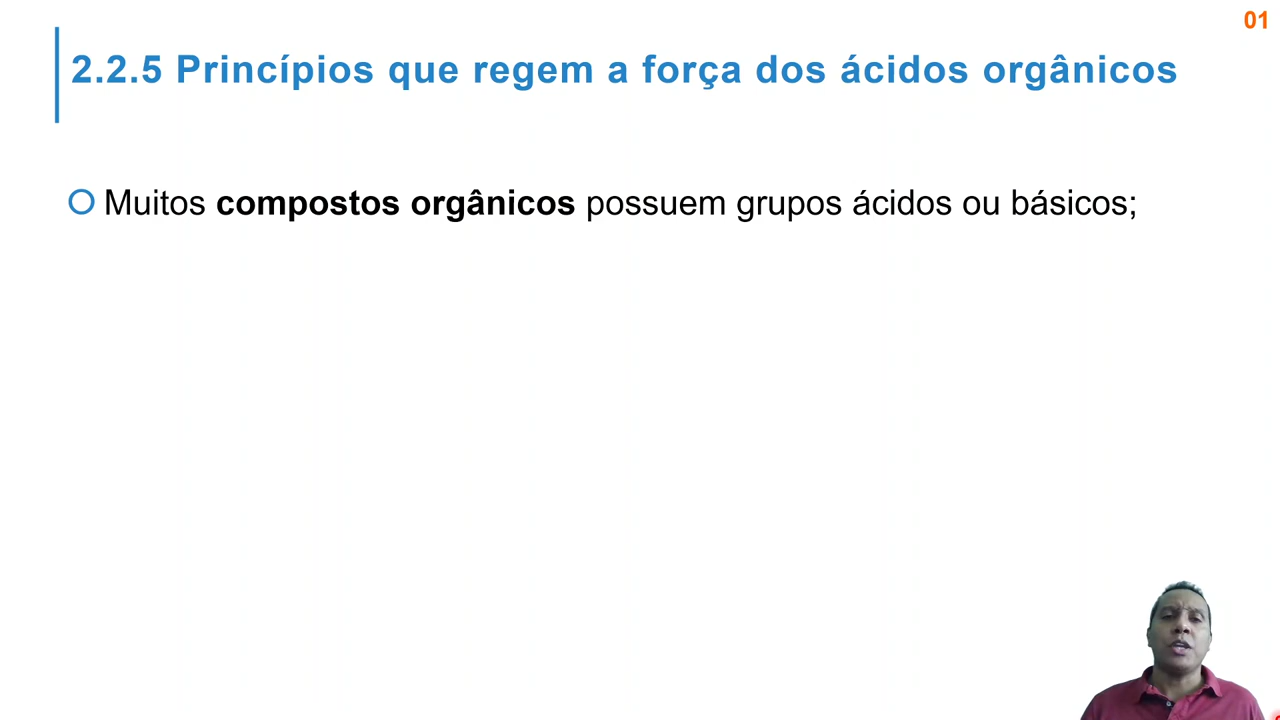 01
2.2.5 Princípios que regem a força dos ácidos orgânicos
Muitos compostos orgânicos possuem grupos ácidos ou básicos;